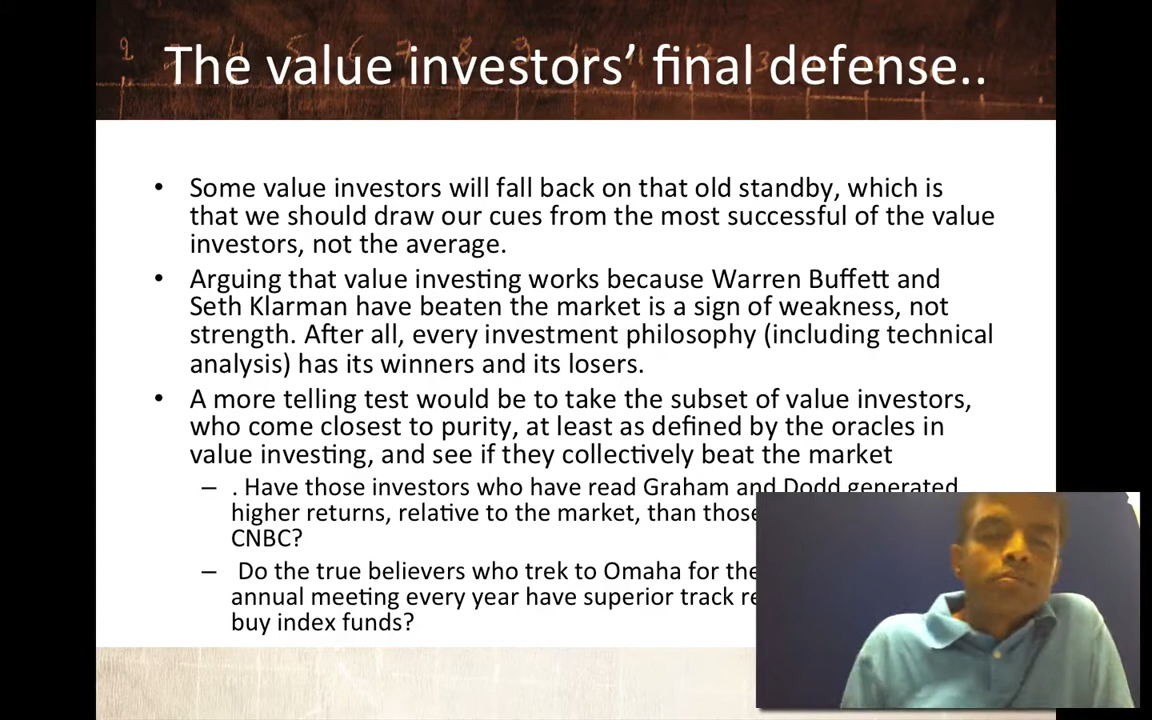 The value investors’ final defense..
• Some value investors will fall back on that old standby, which is
that we should draw our cues from the most successful of the value
investors, not the average.
• Arguing that value investing works because Warren Buffett and
Seth Klarman have beaten the market is a sign of weakness, not
strength. After all, every investment philosophy (including technical
analysis) has its winners and its losers.
• A more telling test would be to take the subset of value investors,
who come closest to purity, at least as defined by the oracles in
value investing, and see if they collectively beat the market
– . Have those investors who have read Graham and Dodd generated
higher returns, relative to the market, than those
CNBC?
– Do the true believers who trek to Omaha for the
annual meeting every year have superior track
buy index funds?